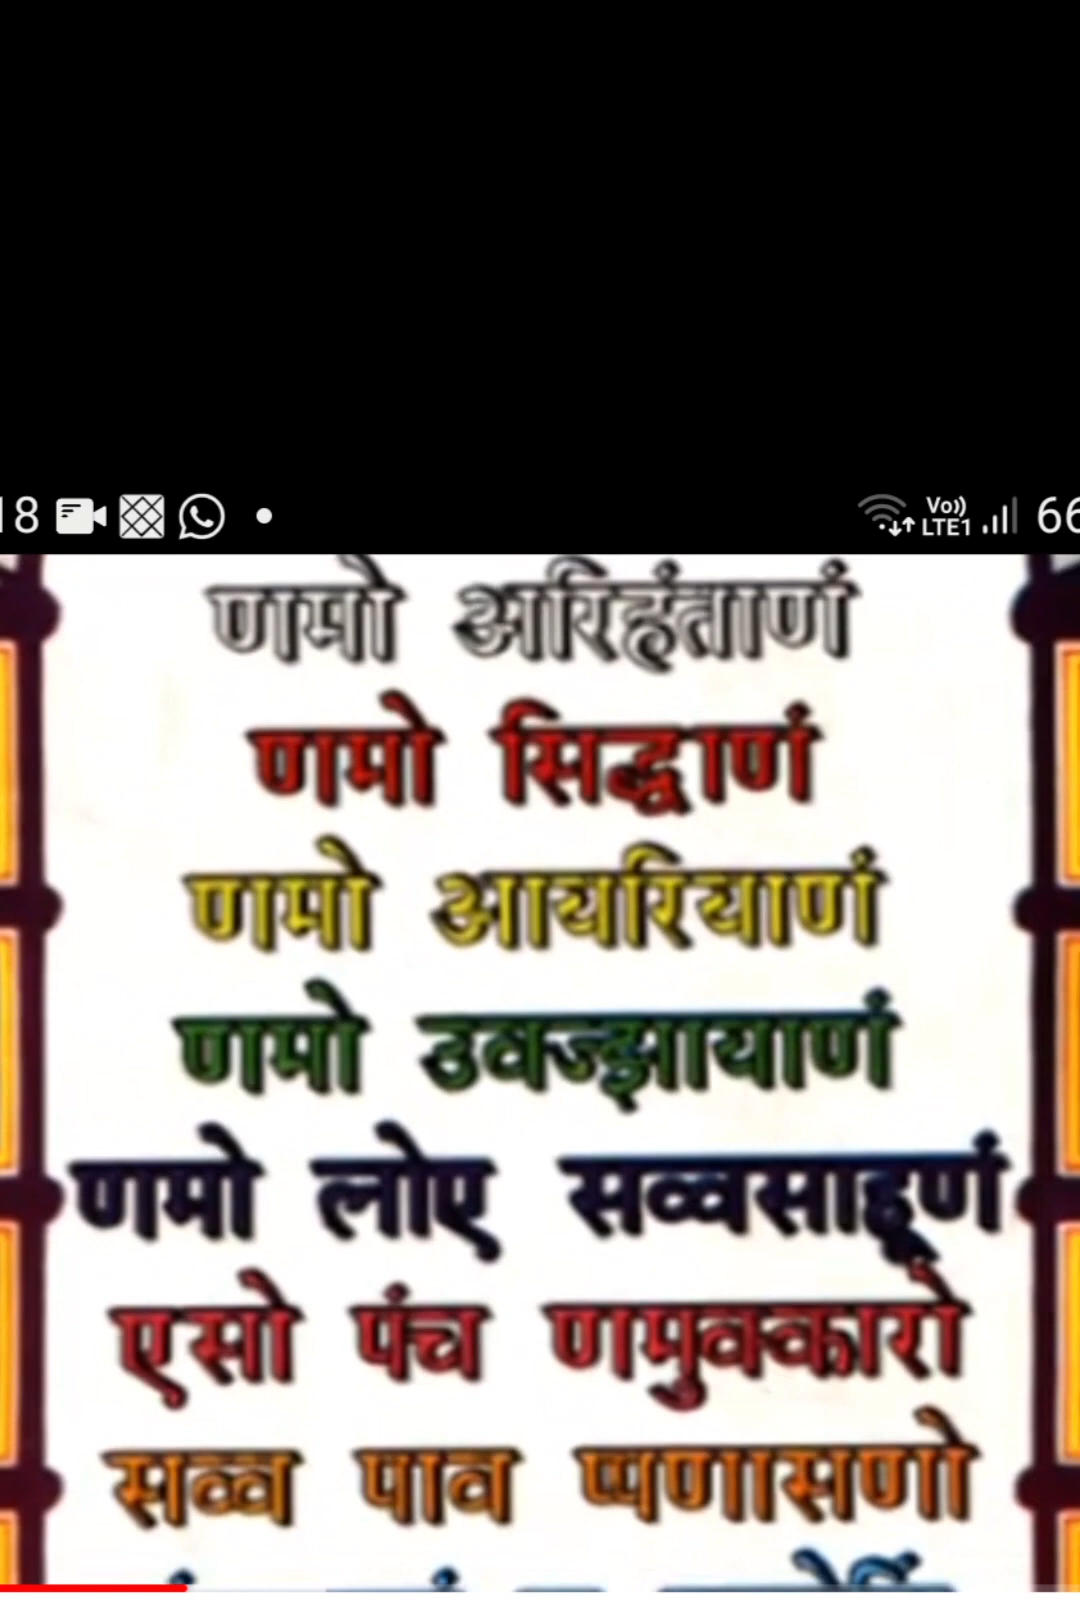 18 Vo)) LTE1 66
णमो अरिहंताणं
णमो सिद्धाणं
णमो आयरियाणं
णमो उवज्झायाणं
णमो लोए सव्वसाहूणं
एसो पंच णमुक्कारो
सव्व पाव प्पणासणो